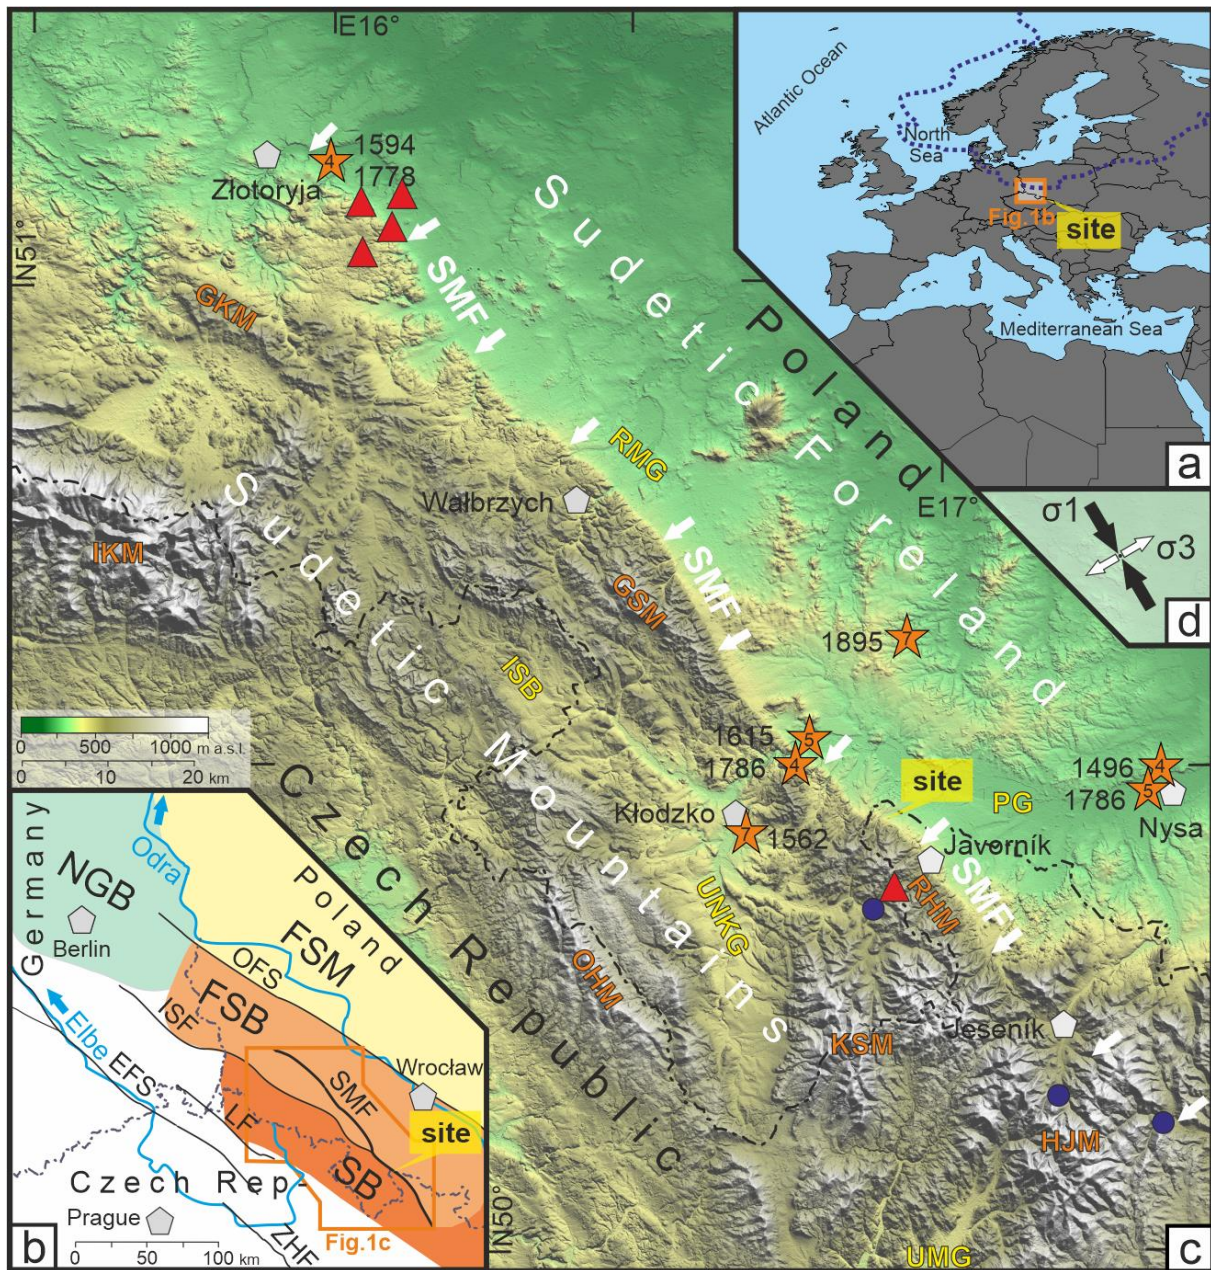 E16°
N51°
Złotoryja
4
1594
1778
GKM
SMF
Sudetic Foreland
Poland
RMG
Wałbrzych
IKM
Sudetic Mountains
GSM
SMF
ISB
E17°
1895
7
1615
5
1786
4
site
PG
1496
4
1786
5
Nysa
Kłodzko
7
1562
Javorník
SMF
RHM
UNKG
OHM
KSM
Jeseník
HJM
UMG
N50°
Czech Republic
0 500 1000 m a.s.l.
0 10 20 km
c
Atlantic Ocean
North
Sea
Fig.1b
site
Mediterranean Sea
a
σ1
σ3
d
Germany
Odra
NGB
Berlin
Poland
FSM
OFS
FSB
ISF
Elbe
EFS
SMF
Wrocław
LF
site
SB
Czech Rep-
Prague
ZHF
Fig.1c
0 50 100 km
b